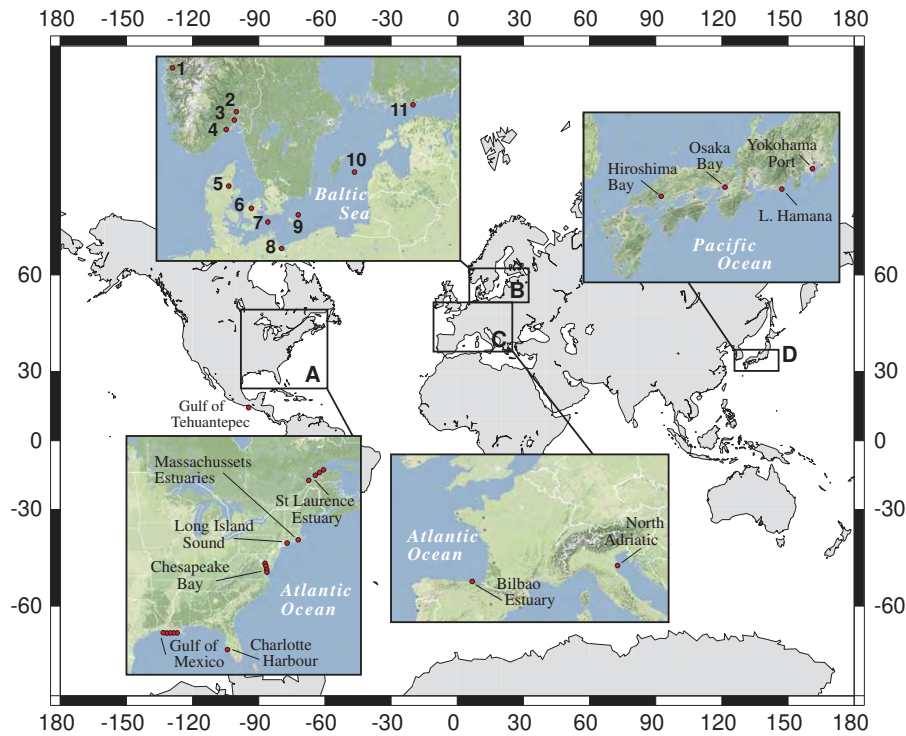 180 -150 -120 -90 -60 -30 0 30 60 90 120 150 180
1
2
3
4
5
6
7
8
9
10
11
Baltic
Sea
Hiroshima
Bay
Osaka
Bay
Yokohama
Port
L. Hamana
Pacific
Ocean
60
30
0
-30
-60
60
30
0
-30
-60
A
B
C
D
Gulf of
Tehuantepec
Massachussets
Estuaries
St Laurence
Estuary
Long Island
Sound
Chesapeake
Bay
Atlantic
Ocean
Gulf of
Mexico
Charlotte
Harbour
Atlantic
Ocean
North
Adriatic
Bilbao
Estuary
180 -150 -120 -90 -60 -30 0 30 60 90 120 150 180